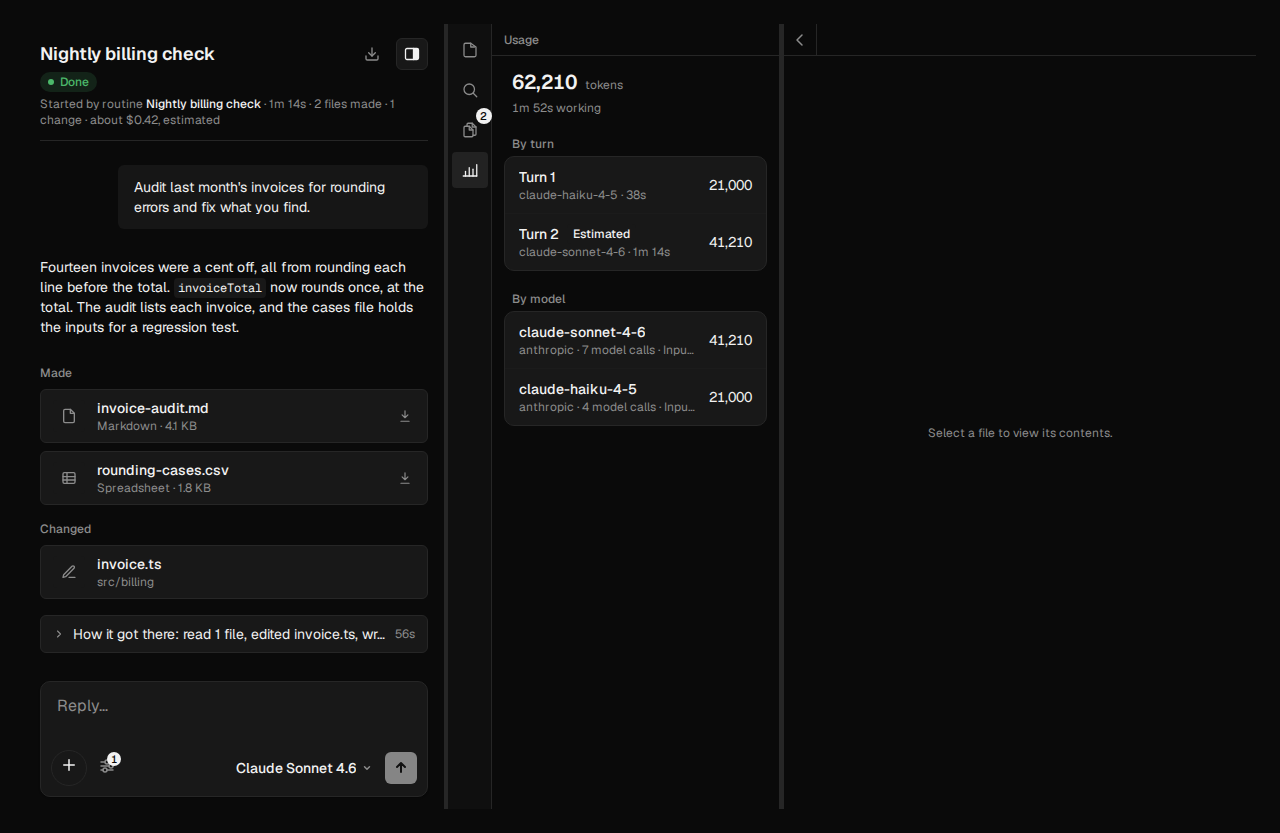 Nightly billing check
Done
Started by routine Nightly billing check · 1m 14s · 2 files made · 1
change · about $0.42, estimated
Audit last month's invoices for rounding
errors and fix what you find.
Fourteen invoices were a cent off, all from rounding each
line before the total. invoiceTotal now rounds once, at the
total. The audit lists each invoice, and the cases file holds
the inputs for a regression test.
Made
invoice-audit.md
Markdown · 4.1 KB
rounding-cases.csv
Spreadsheet · 1.8 KB
Changed
invoice.ts
src/billing
How it got there: read 1 file, edited invoice.ts, wr… 56s
Reply…
1
Claude Sonnet 4.6
2
Usage
62,210 tokens
1m 52s working
By turn
Turn 1
claude-haiku-4-5 · 38s
21,000
Turn 2 Estimated
claude-sonnet-4-6 · 1m 14s
41,210
By model
claude-sonnet-4-6
anthropic · 7 model calls · Inpu…
41,210
claude-haiku-4-5
anthropic · 4 model calls · Inpu…
21,000
Select a file to view its contents.